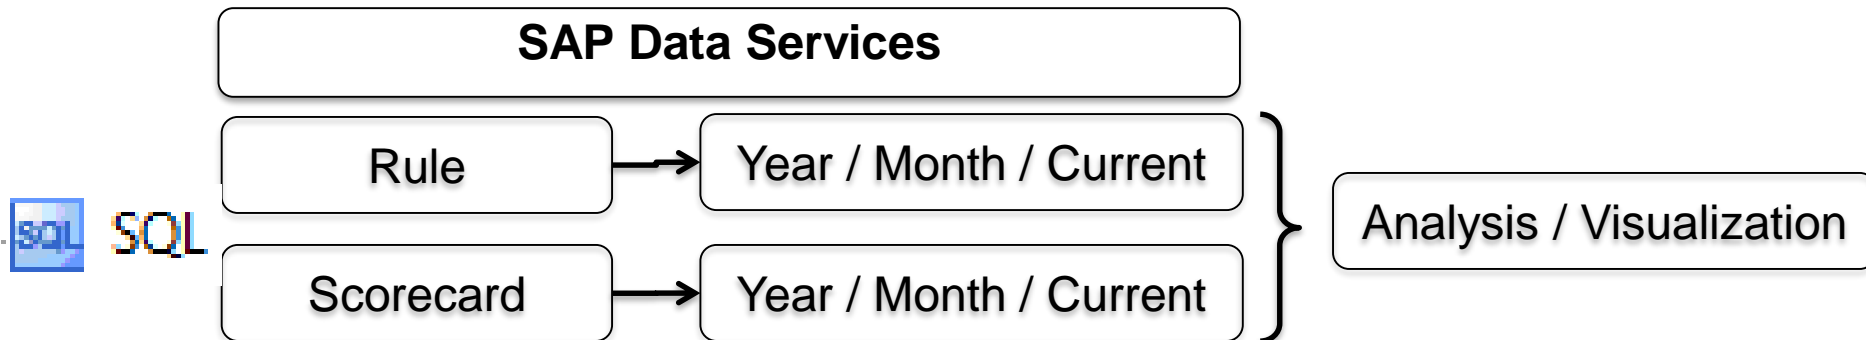 SAP Data Services
Rule
Year / Month / Current
SQL
SQL
Scorecard
Year / Month / Current
Analysis / Visualization